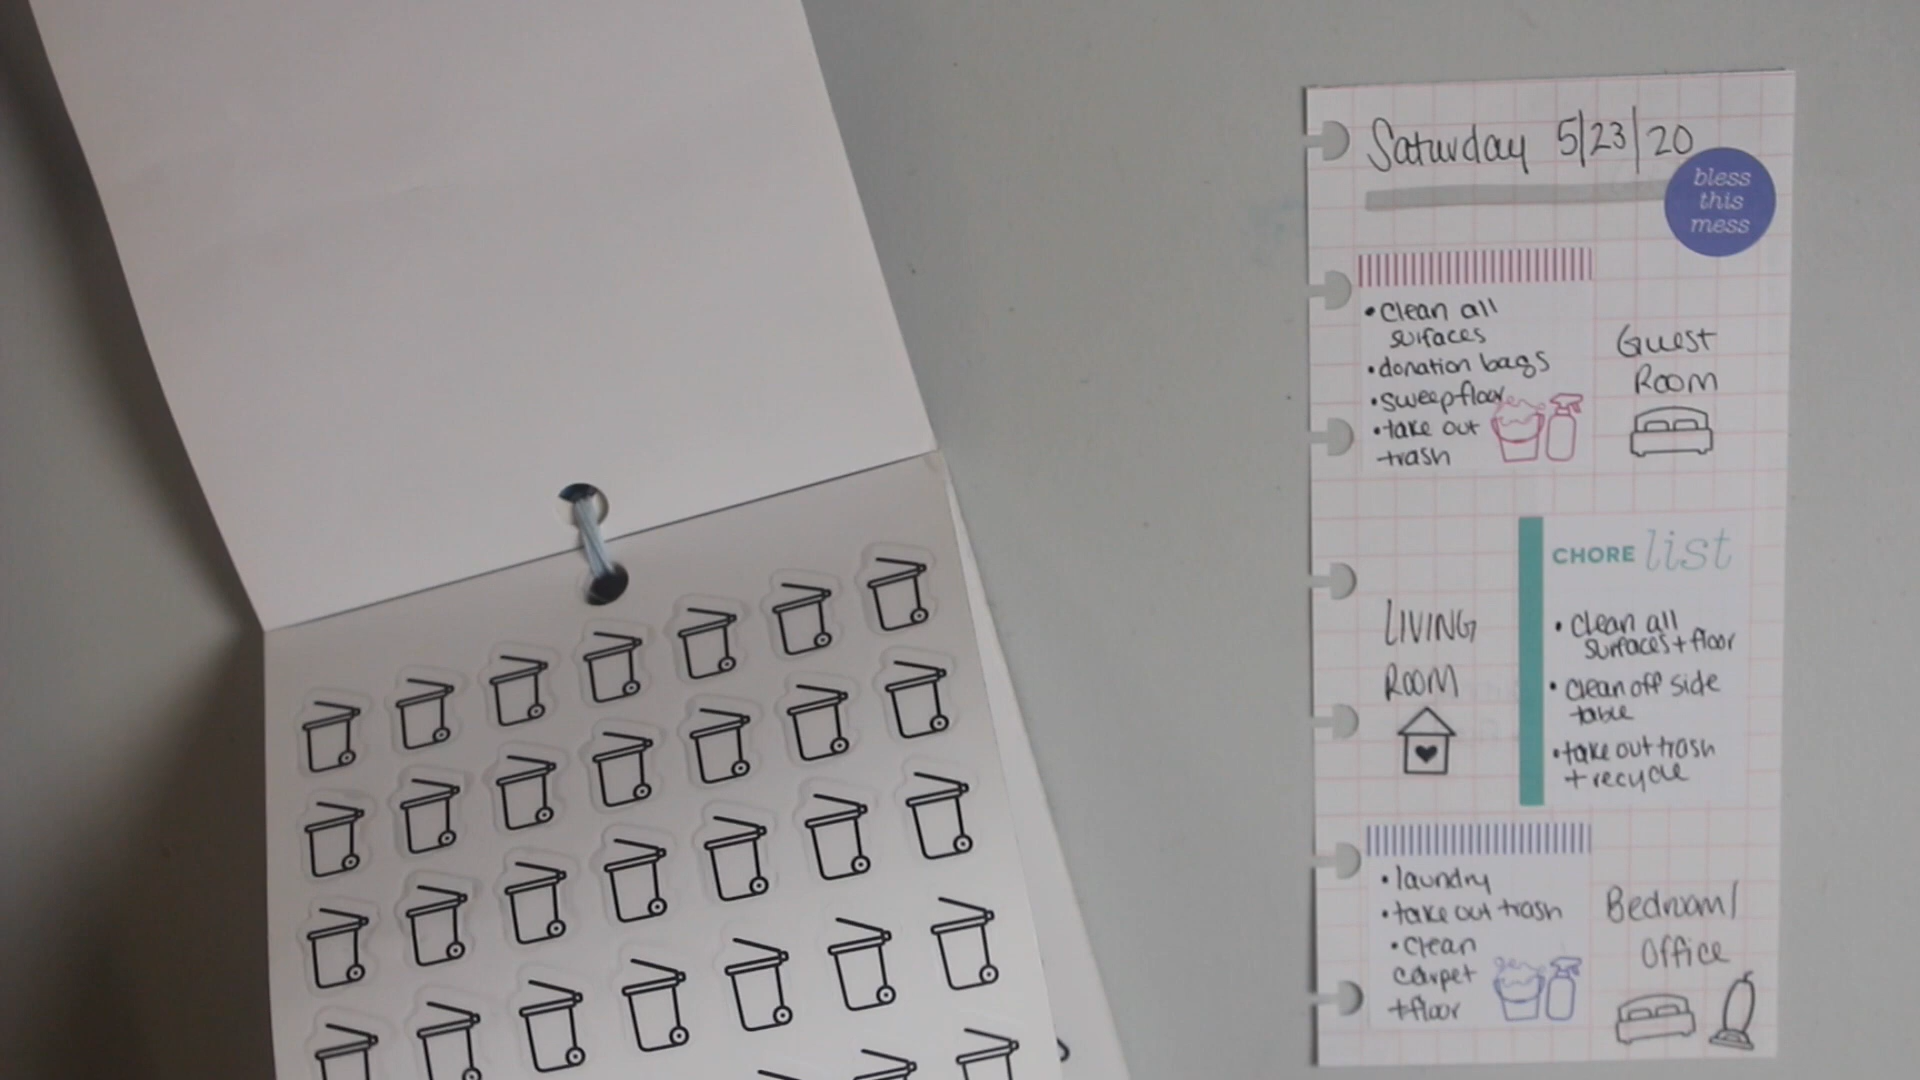 Saturday 5/23/20
bless
this
mess
• Clean all
surfaces
• donation bags
• sweep floor
• take out
trash
Guest
Room
CHORE list
LIVING
ROOM
• clean all
surfaces + floor
• clean off side
table
• take out trash
+ recycle
• laundry
• take out trash
• clean
carpet
+ floor
Bedroom/
Office